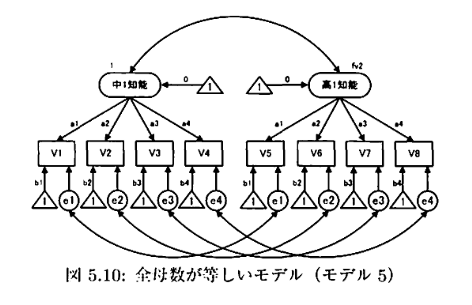 1 fv2
中1知能 0 1 1 0 高1知能
a1 a2 a3 a4 a1 a2 a3 a4
V1 V2 V3 V4 V5 V6 V7 V8
b1 b2 b3 b4 b1 b2 b3 b4
1 e1 1 e2 1 e3 1 e4 1 e1 1 e2 1 e3 1 e4
図 5.10: 全母数が等しいモデル（モデル 5）